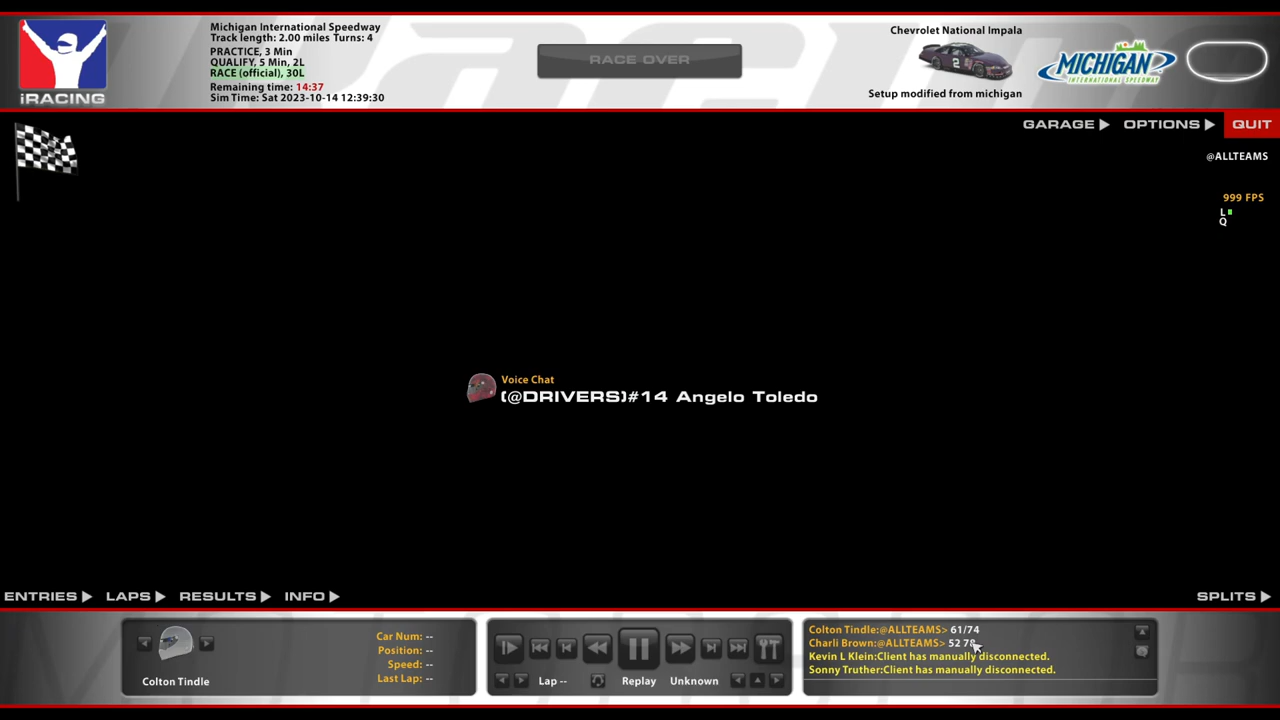 iRACING
Michigan International Speedway
Track length: 2.00 miles Turns: 4
PRACTICE, 3 Min
QUALIFY, 5 Min, 2L
RACE (official), 30L
Remaining time: 14:37
Sim Time: Sat 2023-10-14 12:39:30
RACE OVER
Chevrolet National Impala
2
Setup modified from michigan
MICHIGAN
INTERNATIONAL SPEEDWAY
GARAGE
OPTIONS
QUIT
@ALLTEAMS
999 FPS
L
Q
Voice Chat
(@DRIVERS)#14 Angelo Toledo
ENTRIES
LAPS
RESULTS
INFO
SPLITS
Colton Tindle
Car Num: --
Position: --
Speed: --
Last Lap: --
Lap --
Replay
Unknown
Colton Tindle:@ALLTEAMS> 61/74
Charli Brown:@ALLTEAMS> 52
Kevin L Klein:Client has manually disconnected.
Sonny Truther:Client has manually disconnected.